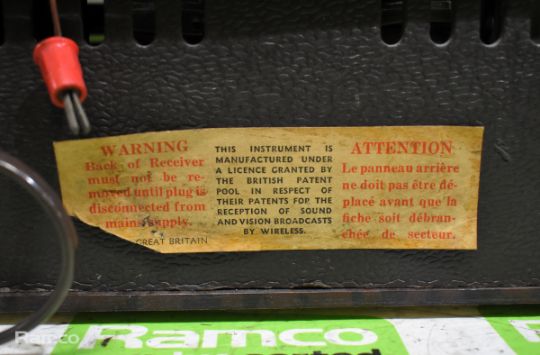 WARNING
Back of Receiver
must not be re-
moved until plug is
disconnected from
mains supply.
GREAT BRITAIN
THIS INSTRUMENT IS
MANUFACTURED UNDER
A LICENCE GRANTED BY
THE BRITISH PATENT
POOL IN RESPECT OF
THEIR PATENTS FOR THE
RECEPTION OF SOUND
AND VISION BROADCASTS
BY WIRELESS.
ATTENTION
Le panneau arrière
ne doit pas être dé-
placé avant que la
fiche soit débran-
chée de secteur.
Ramco
Ramco